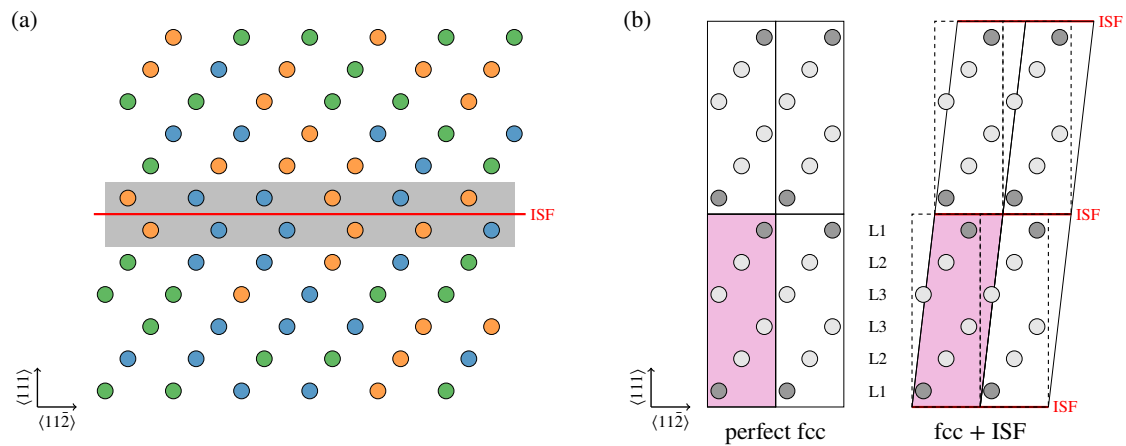 (a)
ISF
⟨111⟩
⟨112̄⟩
(b)
ISF
ISF
L1
L2
L3
L3
L2
L1
ISF
⟨111⟩
⟨112̄⟩
perfect fcc
fcc + ISF